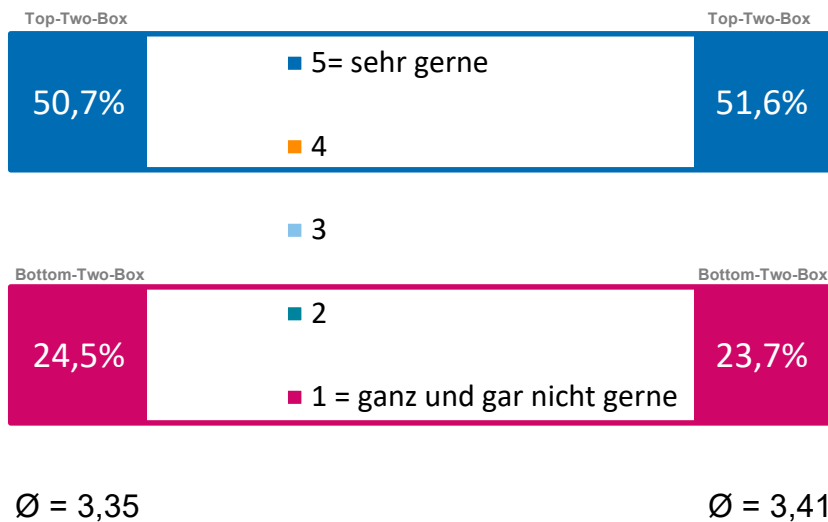 Top-Two-Box Top-Two-Box
5= sehr gerne
50,7% 51,6%
4
3
Bottom-Two-Box Bottom-Two-Box
2
24,5% 23,7%
1 = ganz und gar nicht gerne
Ø = 3,35 Ø = 3,41